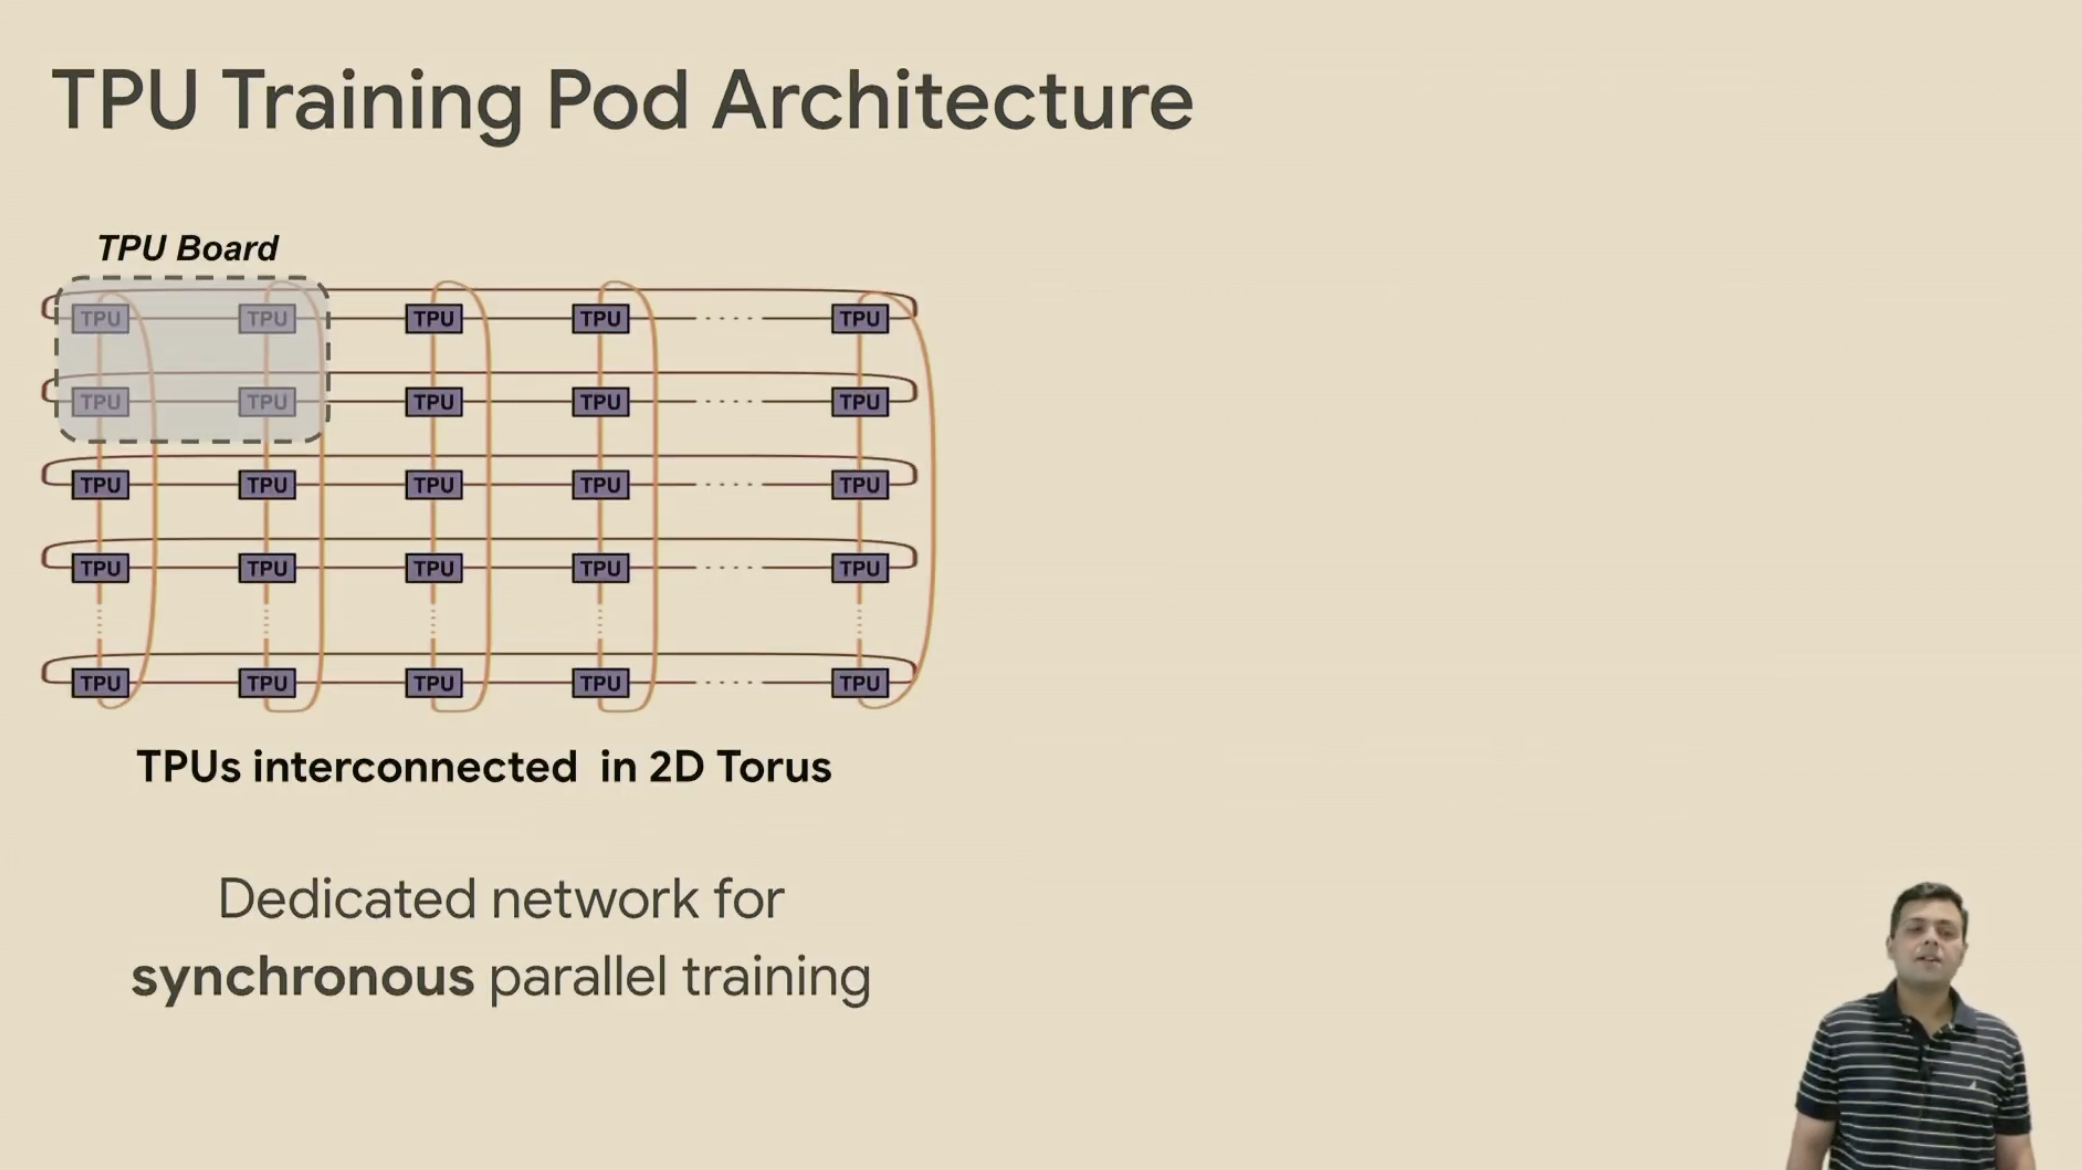 TPU Training Pod Architecture
TPU Board
TPU TPU TPU TPU TPU
TPU TPU TPU TPU TPU
TPU TPU TPU TPU TPU
TPU TPU TPU TPU TPU
TPU TPU TPU TPU TPU
TPUs interconnected in 2D Torus
Dedicated network for
synchronous parallel training